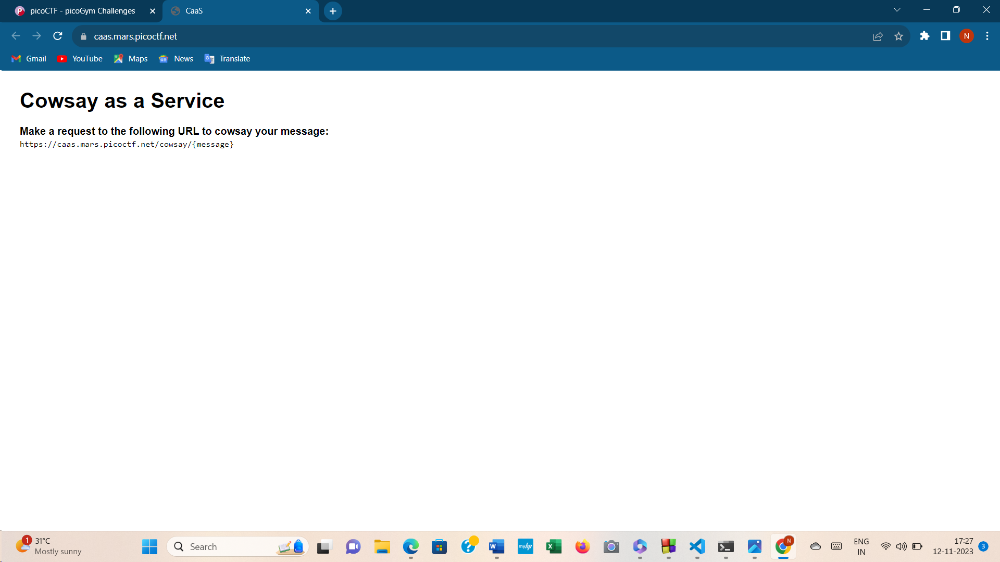 picoCTF - picoGym Challenges
CaaS
caas.mars.picoctf.net
N
Gmail
YouTube
Maps
News
Translate
Cowsay as a Service
Make a request to the following URL to cowsay your message:
https://caas.mars.picoctf.net/cowsay/{message}
1
31°C
Mostly sunny
Search
myhp
N
ENG
IN
17:27
12-11-2023
3